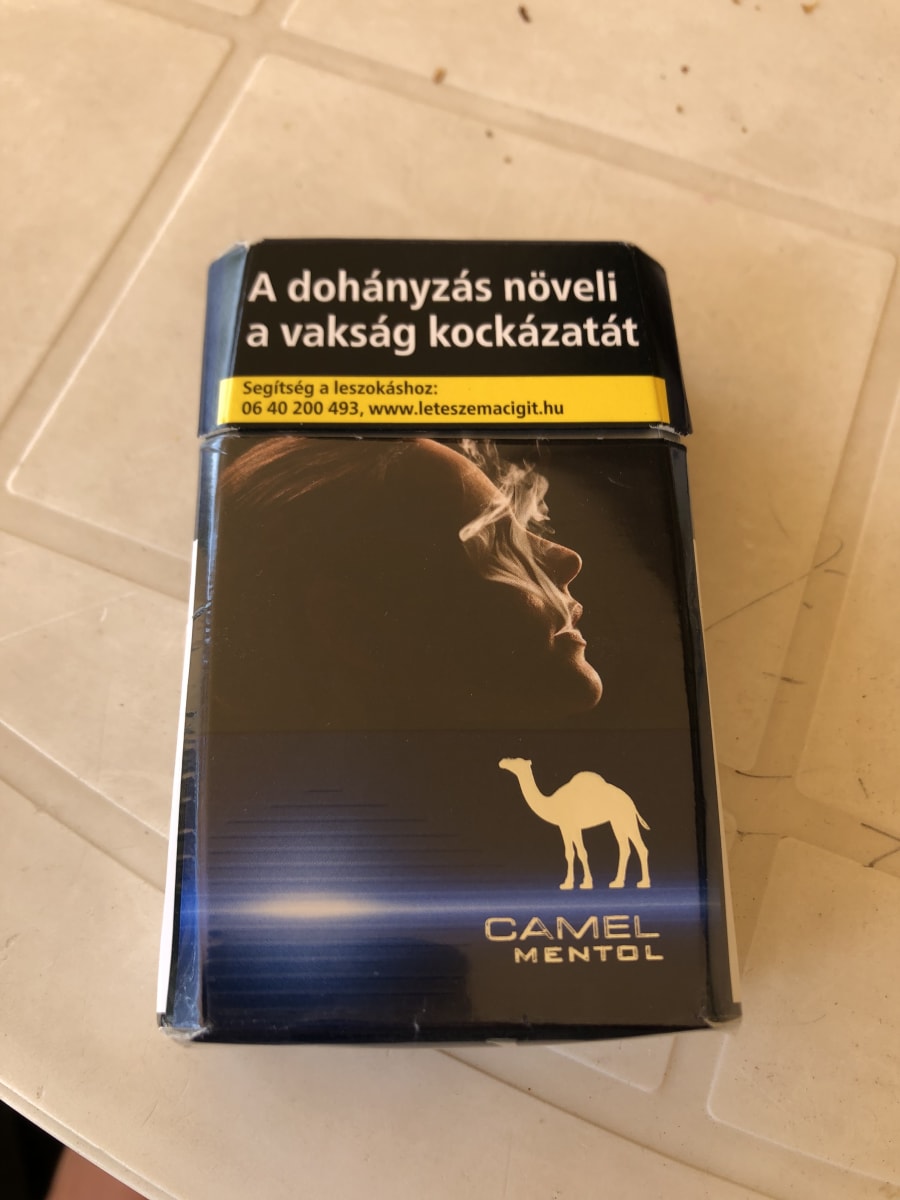 A dohányzás növeli
a vakság kockázatát
Segítség a leszokáshoz:
06 40 200 493, www.leteszemacigit.hu
CAMEL
MENTOL